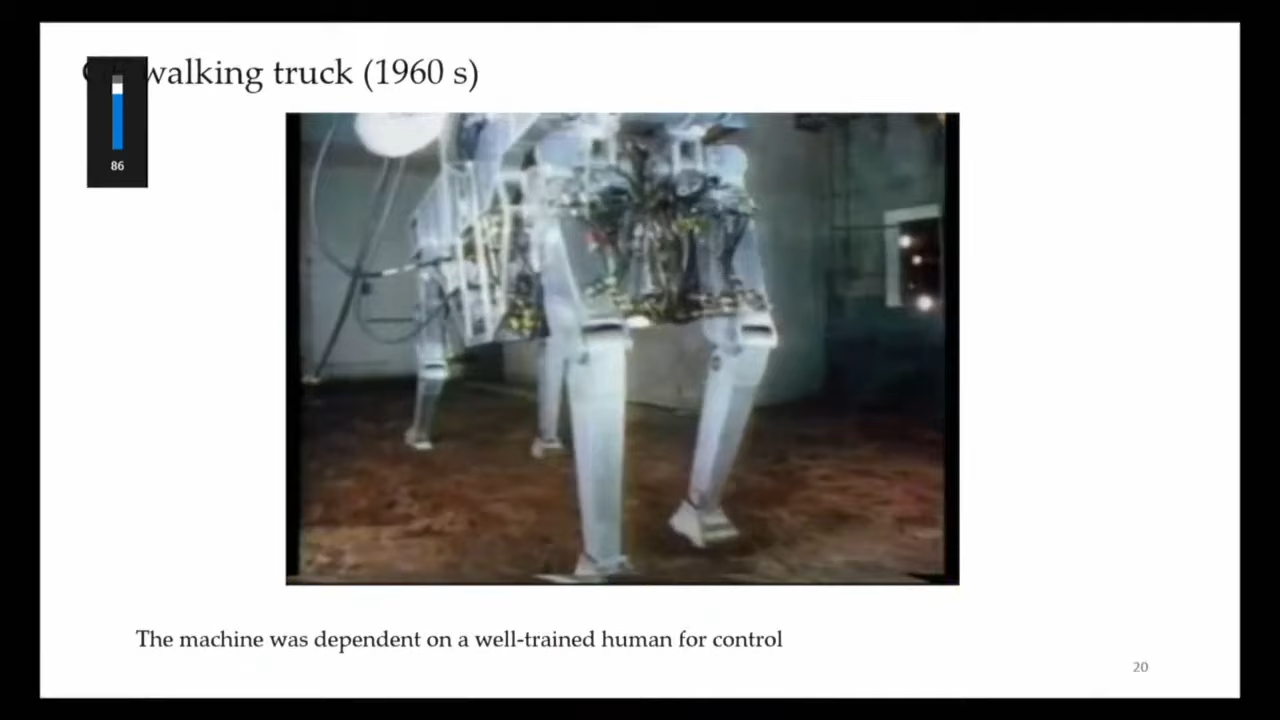 walking truck (1960 s)
86
The machine was dependent on a well-trained human for control
20